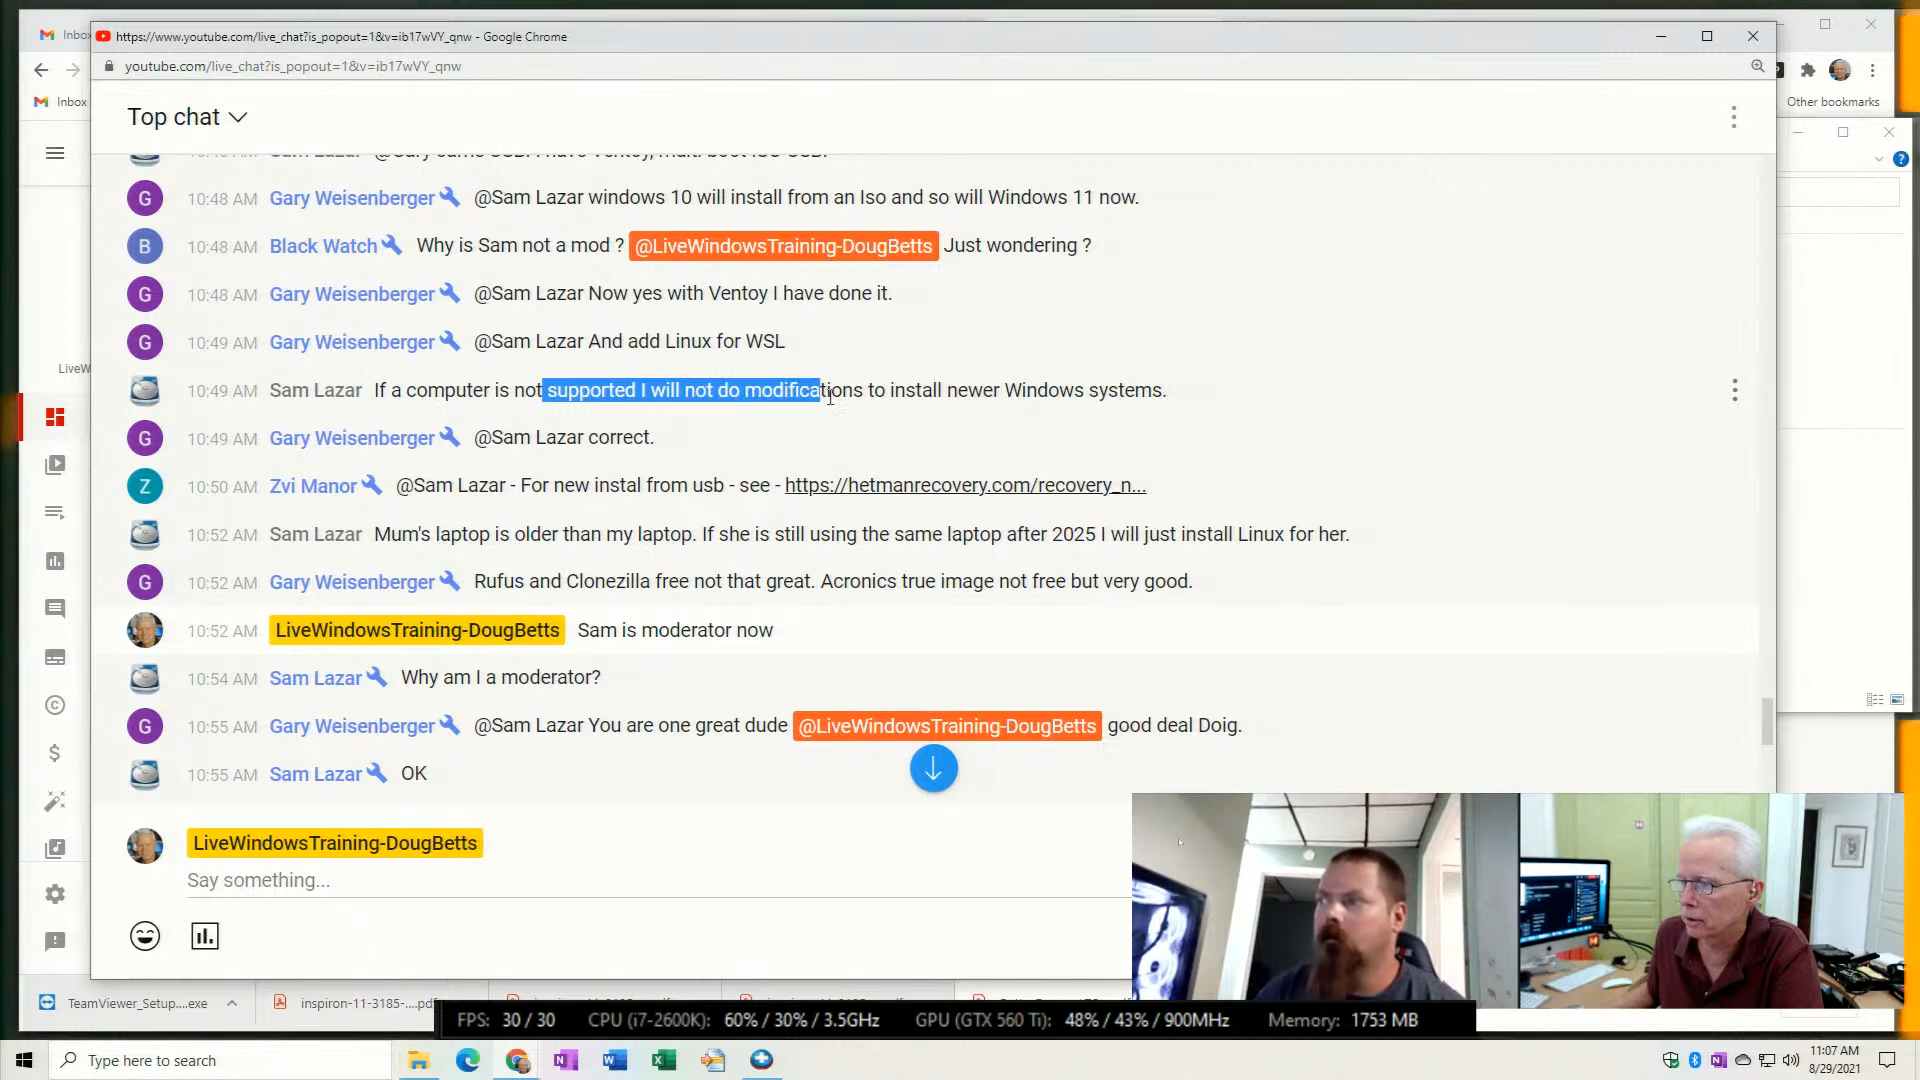 Inbox
https://www.youtube.com/live_chat?is_popout=1&v=ib17wVY_qnw - Google Chrome
youtube.com/live_chat?is_popout=1&v=ib17wVY_qnw
Inbox
Other bookmarks
Top chat
10:48 AM Gary Weisenberger @Sam Lazar windows 10 will install from an Iso and so will Windows 11 now.
10:48 AM Black Watch Why is Sam not a mod ? @LiveWindowsTraining-DougBetts Just wondering ?
10:48 AM Gary Weisenberger @Sam Lazar Now yes with Ventoy I have done it.
10:49 AM Gary Weisenberger @Sam Lazar And add Linux for WSL
LiveW
10:49 AM Sam Lazar If a computer is not supported I will not do modifications to install newer Windows systems.
10:49 AM Gary Weisenberger @Sam Lazar correct.
10:50 AM Zvi Manor @Sam Lazar - For new instal from usb - see - https://hetmanrecovery.com/recovery_n...
10:52 AM Sam Lazar Mum's laptop is older than my laptop. If she is still using the same laptop after 2025 I will just install Linux for her.
10:52 AM Gary Weisenberger Rufus and Clonezilla free not that great. Acronics true image not free but very good.
10:52 AM LiveWindowsTraining-DougBetts Sam is moderator now
10:54 AM Sam Lazar Why am I a moderator?
10:55 AM Gary Weisenberger @Sam Lazar You are one great dude @LiveWindowsTraining-DougBetts good deal Doig.
10:55 AM Sam Lazar OK
LiveWindowsTraining-DougBetts
Say something...
TeamViewer_Setup....exe
inspiron-11-3185-....pdf
FPS: 30 / 30 CPU (i7-2600K): 60% / 30% / 3.5GHz GPU (GTX 560 Ti): 48% / 43% / 900MHz Memory: 1753 MB
Type here to search
11:07 AM
8/29/2021